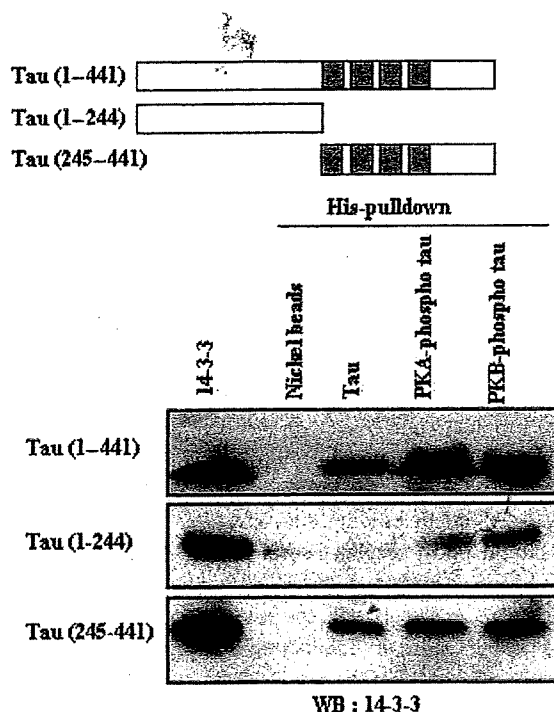 Tau (1–441)
Tau (1–244)
Tau (245–441)
His-pulldown
14-3-3
Nickel beads
Tau
PKA-phospho tau
PKB-phospho tau
Tau (1–441)
Tau (1-244)
Tau (245-441)
WB : 14-3-3